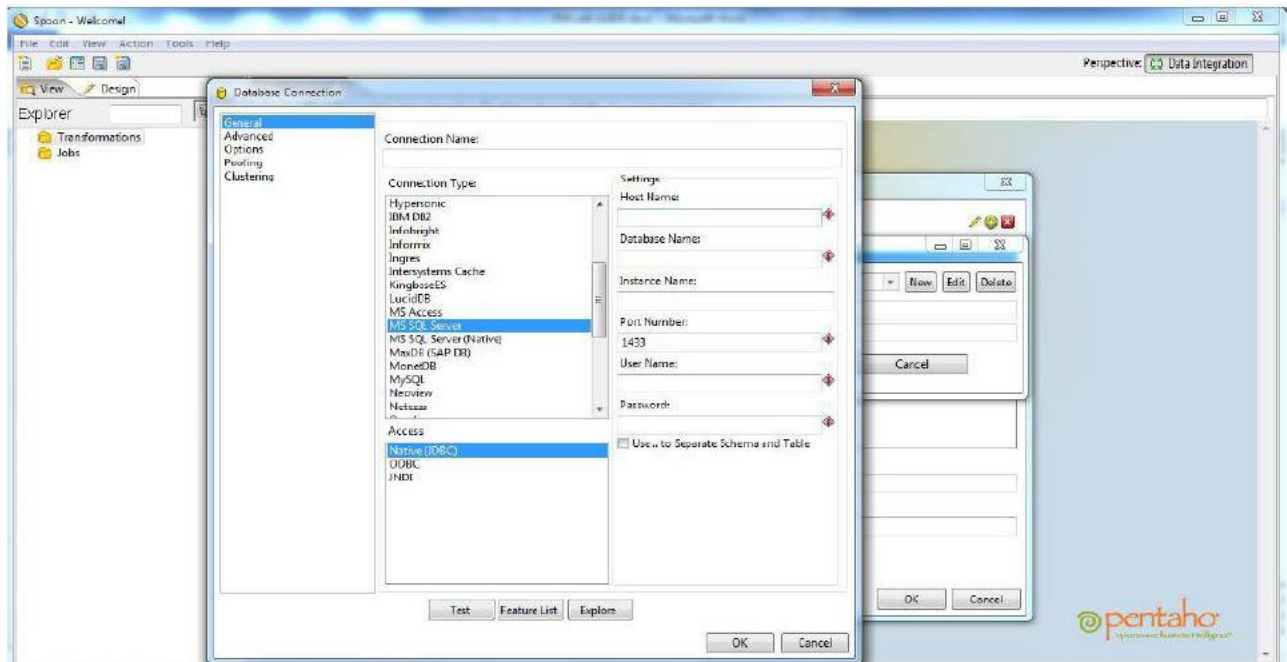 Spoon - Welcome!
File Edit View Action Tools Help
Perspective: Data Integration
View Design
Explorer
Transformations
Jobs
Database Connection
General
Advanced
Options
Pooling
Clustering
Connection Name:
Connection Type:
Hypersonic
IBM DB2
Infobright
Informix
Ingres
Intersystems Cache
KingbaseES
LucidDB
MS Access
MS SQL Server
MS SQL Server (Native)
MaxDB (SAP DB)
MonetDB
MySQL
Neoview
Netezza
Access
Native (JDBC)
ODBC
JNDI
Settings
Host Name:
Database Name:
Instance Name:
Port Number:
1433
User Name:
Password:
Use .. to Separate Schema and Table
Test Feature List Explore
OK Cancel
New Edit Delete
Cancel
OK Cancel
pentaho